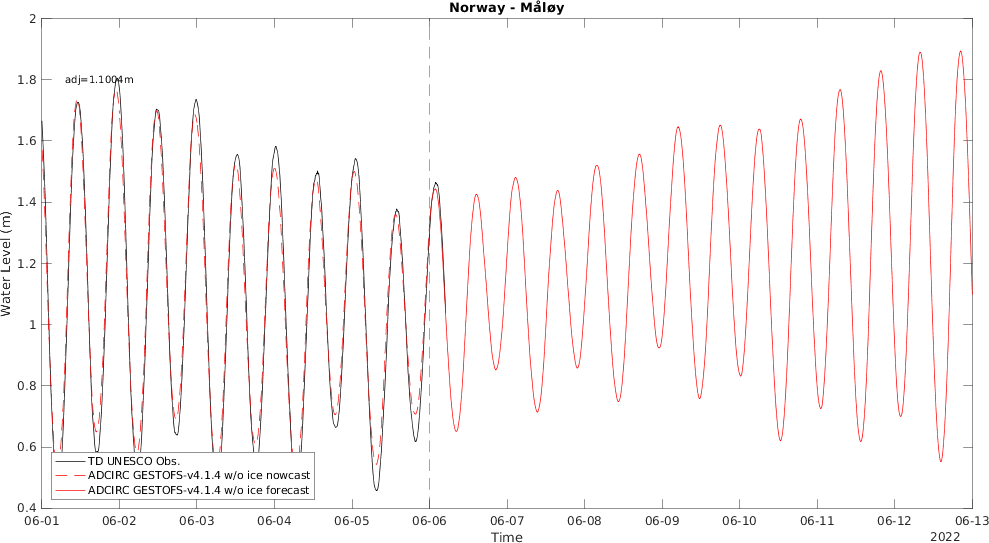 Norway - Måløy
adj=1.1004m
Water Level (m)
2
1.8
1.6
1.4
1.2
1
0.8
0.6
0.4
TD UNESCO Obs.
ADCIRC GESTOFS-v4.1.4 w/o ice nowcast
ADCIRC GESTOFS-v4.1.4 w/o ice forecast
06-01 06-02 06-03 06-04 06-05 06-06 06-07 06-08 06-09 06-10 06-11 06-12 06-13
Time
2022